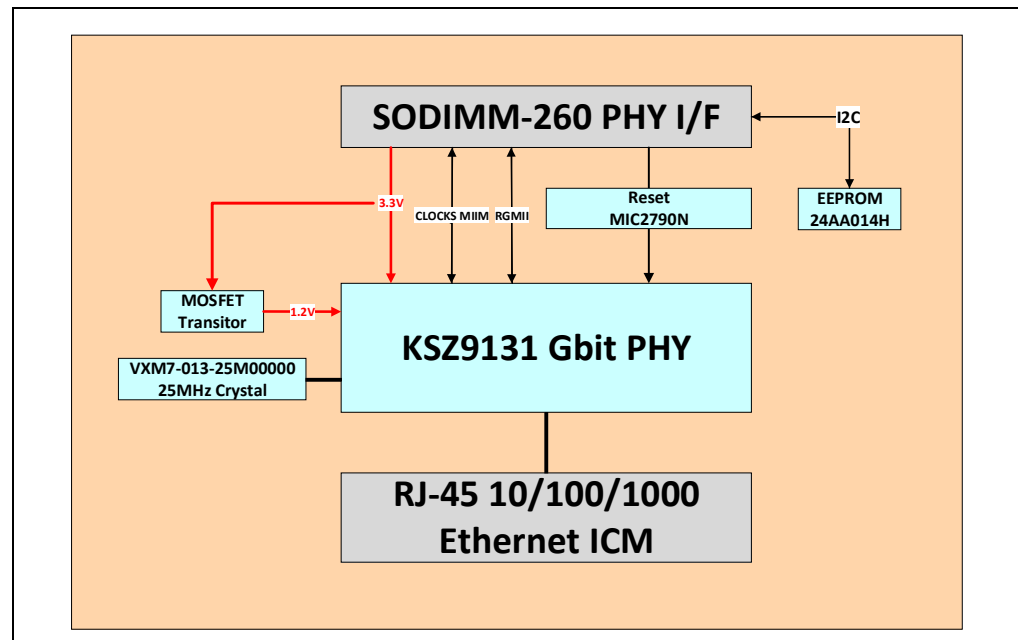 SODIMM-260 PHY I/F
I2C
3.3V
CLOCKS MIIM
RGMII
Reset
MIC2790N
EEPROM
24AA014H
MOSFET
Transitor
1.2V
KSZ9131 Gbit PHY
VXM7-013-25M00000
25MHz Crystal
RJ-45 10/100/1000
Ethernet ICM